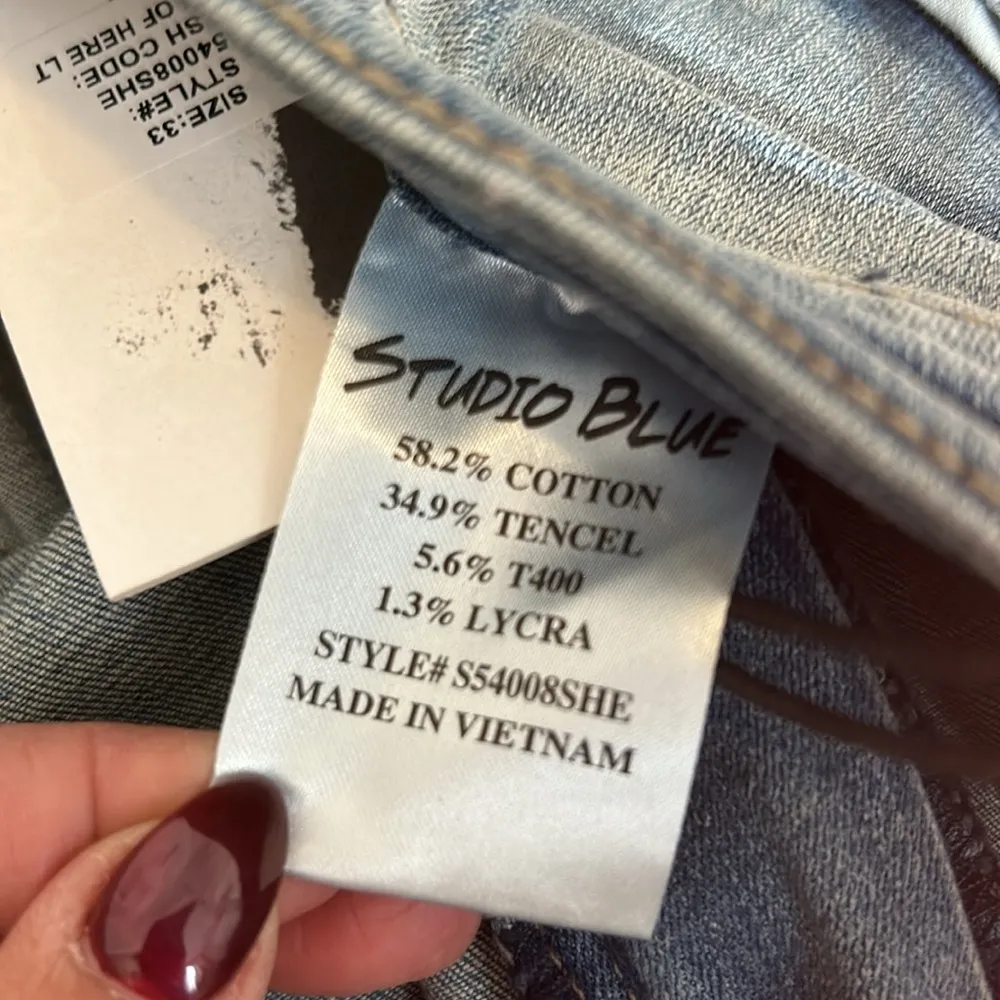 STUDIO BLUE
58.2% COTTON
34.9% TENCEL
5.6% T400
1.3% LYCRA
STYLE# S54008SHE
MADE IN VIETNAM
SIZE:33
STYLE#:
54008SHE
SH CODE:
OF HERE LT